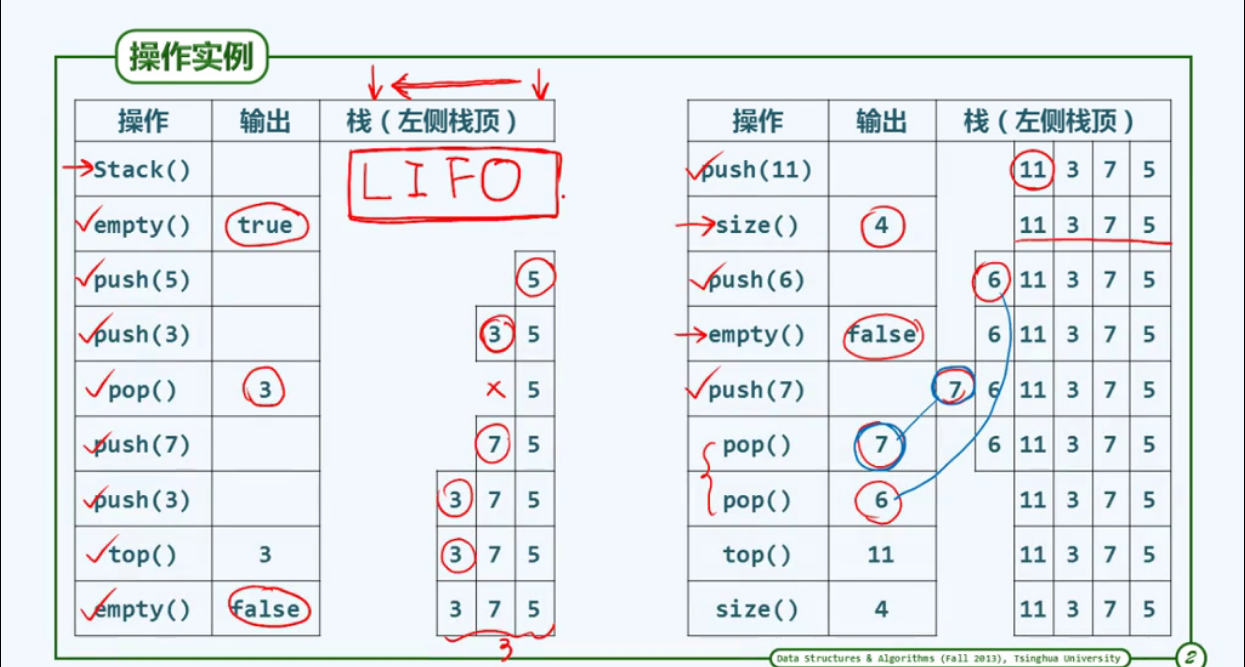 操作实例
操作 输出 栈（左侧栈顶）
Stack() LIFO
empty() true
push(5) 5
push(3) 3 5
pop() 3 × 5
push(7) 7 5
push(3) 3 7 5
top() 3 3 7 5
empty() false 3 7 5
3
操作 输出 栈（左侧栈顶）
push(11) 11 3 7 5
size() 4 11 3 7 5
push(6) 6 11 3 7 5
empty() false 6 11 3 7 5
push(7) 7 6 11 3 7 5
pop() 7 6 11 3 7 5
pop() 6 11 3 7 5
top() 11 11 3 7 5
size() 4 11 3 7 5
Data Structures & Algorithms (Fall 2013), Tsinghua University
2